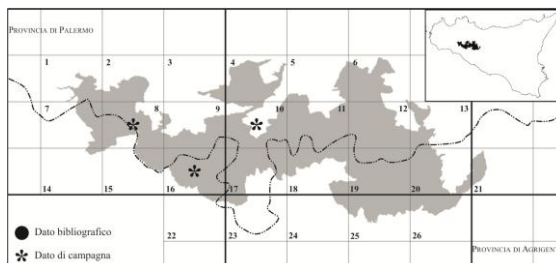 PROVINCIA DI PALERMO
1 2 3 4 5 6
7 8 9 10 11 12 13
14 15 16 17 18 19 20 21
22 23 24 25 26
Dato bibliografico
Dato di campagna
PROVINCIA DI AGRIGEN